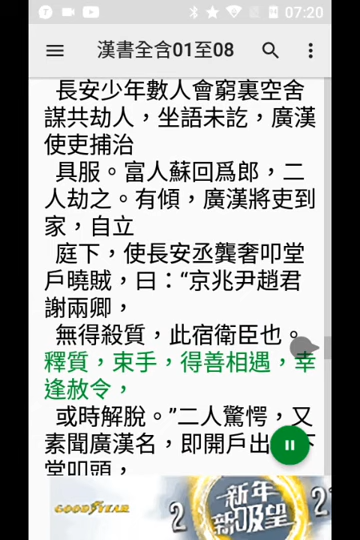 07:20
漢書全含01至08
長安少年數人會窮裏空舍
謀共劫人，坐語未訖，廣漢
使吏捕治
具服。富人蘇回爲郎，二
人劫之。有傾，廣漢將吏到
家，自立
庭下，使長安丞龔奢叩堂
戶曉賊，曰：“京兆尹趙君
謝兩卿，
無得殺質，此宿衛臣也。
釋質，束手，得善相遇，幸
逢赦令，
或時解脫。”二人驚愕，又
素聞廣漢名，即開戶出
堂叩頭，
GOODYEAR
2
新年
2